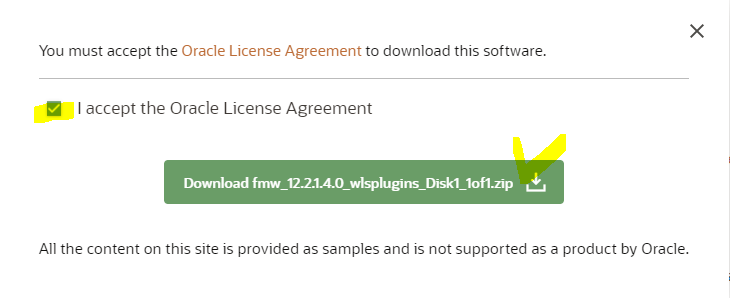 You must accept the Oracle License Agreement to download this software.
I accept the Oracle License Agreement
Download fmw_12.2.1.4.0_wlsplugins_Disk1_1of1.zip
All the content on this site is provided as samples and is not supported as a product by Oracle.